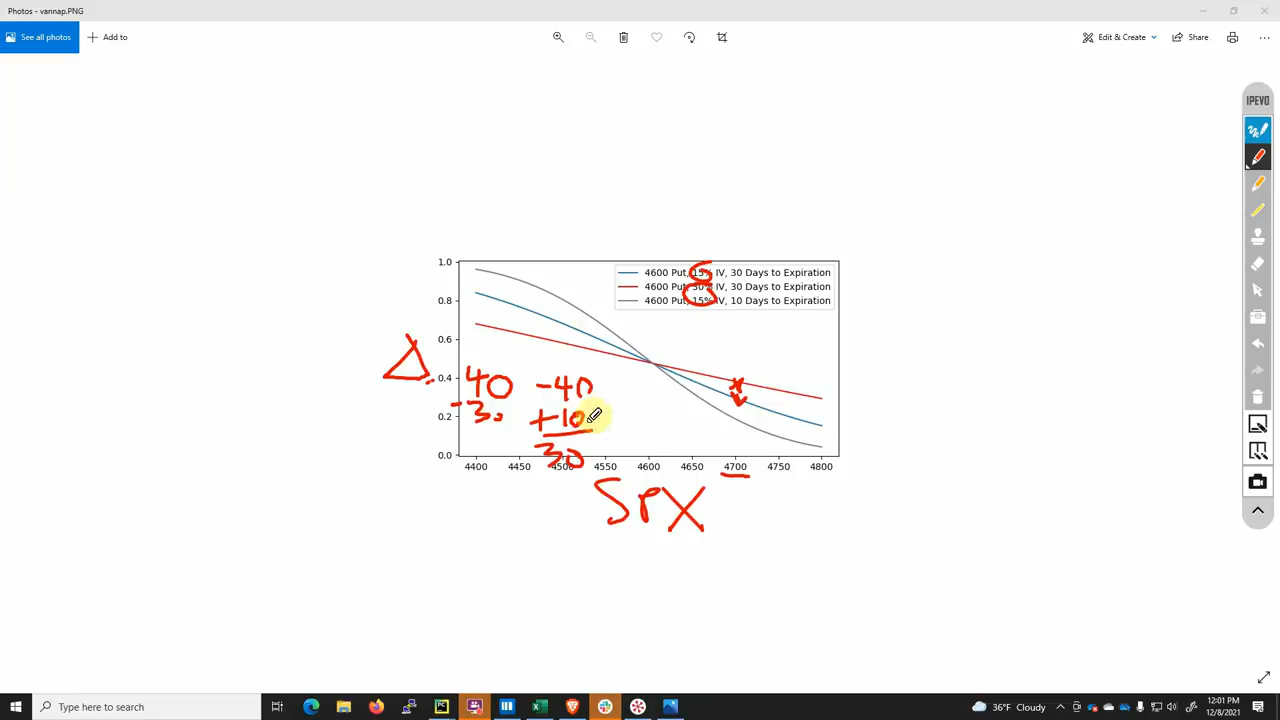 Photos - vannap.PNG
See all photos
Add to
Edit & Create
Share
IPEVO
1.0
0.8
0.6
0.4
0.2
0.0
4600 Put, 15% IV, 30 Days to Expiration
4600 Put, 30% IV, 30 Days to Expiration
4600 Put, 15% IV, 10 Days to Expiration
Δ
40 -40
-30 +10
30
4400 4450 4500 4550 4600 4650 4700 4750 4800
SPX
Type here to search
36°F Cloudy
12:01 PM
12/8/2021